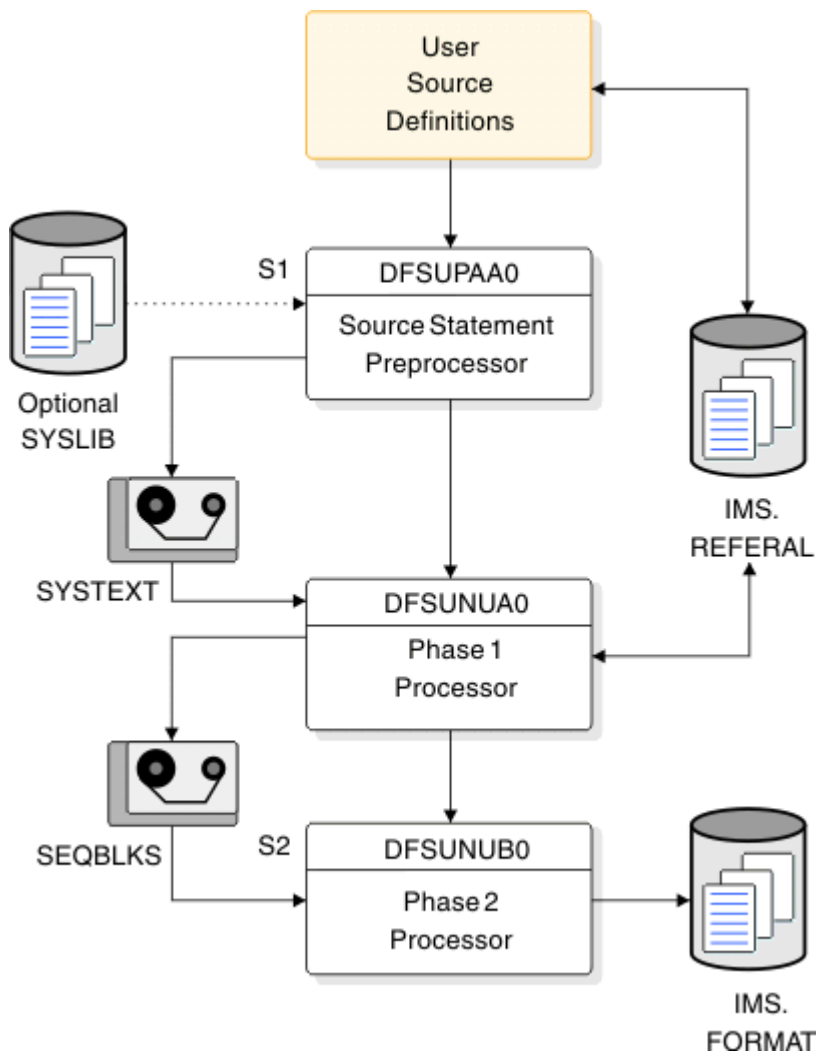 User
Source
Definitions
S1
DFSUPAA0
Source Statement
Preprocessor
Optional
SYSLIB
IMS.
REFERAL
SYSTEXT
DFSUNUA0
Phase 1
Processor
SEQBLKS
S2
DFSUNUB0
Phase 2
Processor
IMS.
FORMAT